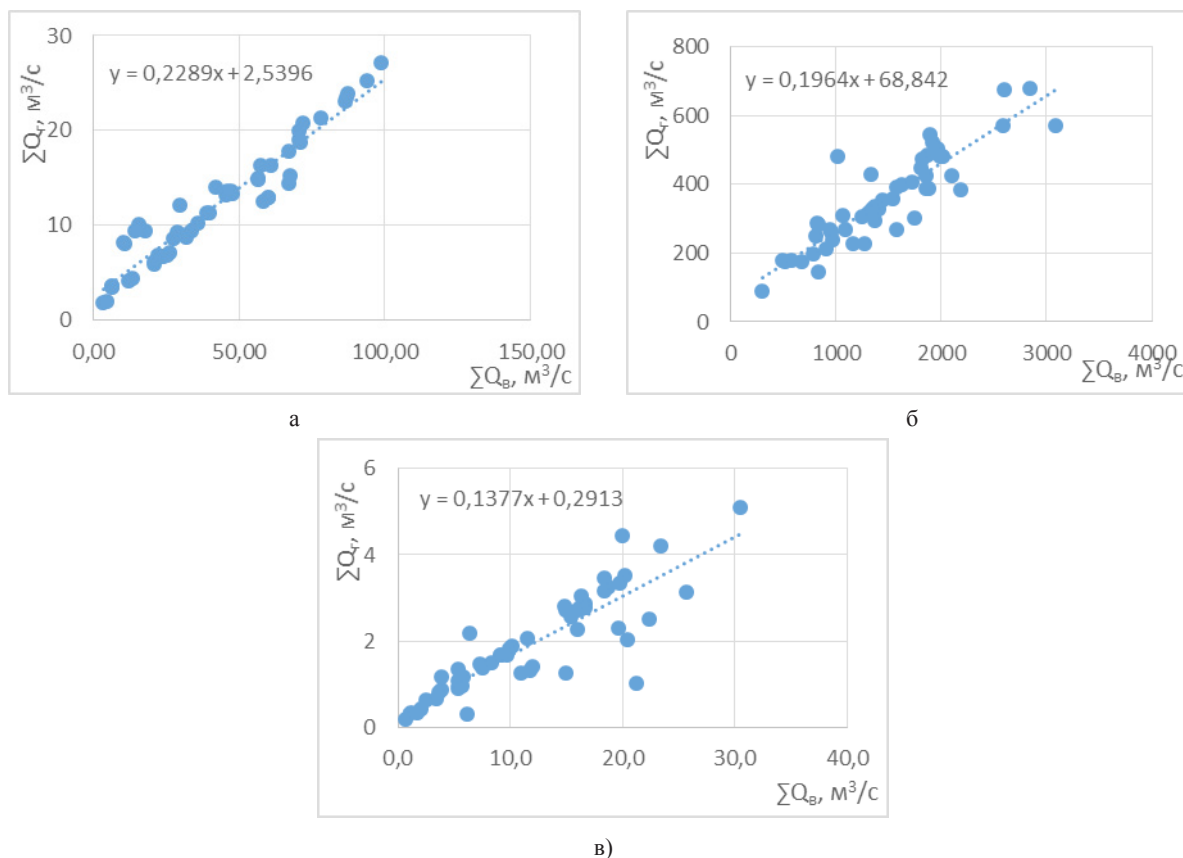 30
20
10
0
∑Qг, м³/с
y = 0,2289x + 2,5396
0,00
50,00
100,00
150,00
∑Qв, м³/с
а
800
600
400
200
0
∑Qг, м³/с
y = 0,1964x + 68,842
0
1000
2000
3000
4000
∑Qв, м³/с
б
6
4
2
0
∑Qг, м³/с
y = 0,1377x + 0,2913
0,0
10,0
20,0
30,0
40,0
∑Qв, м³/с
в)